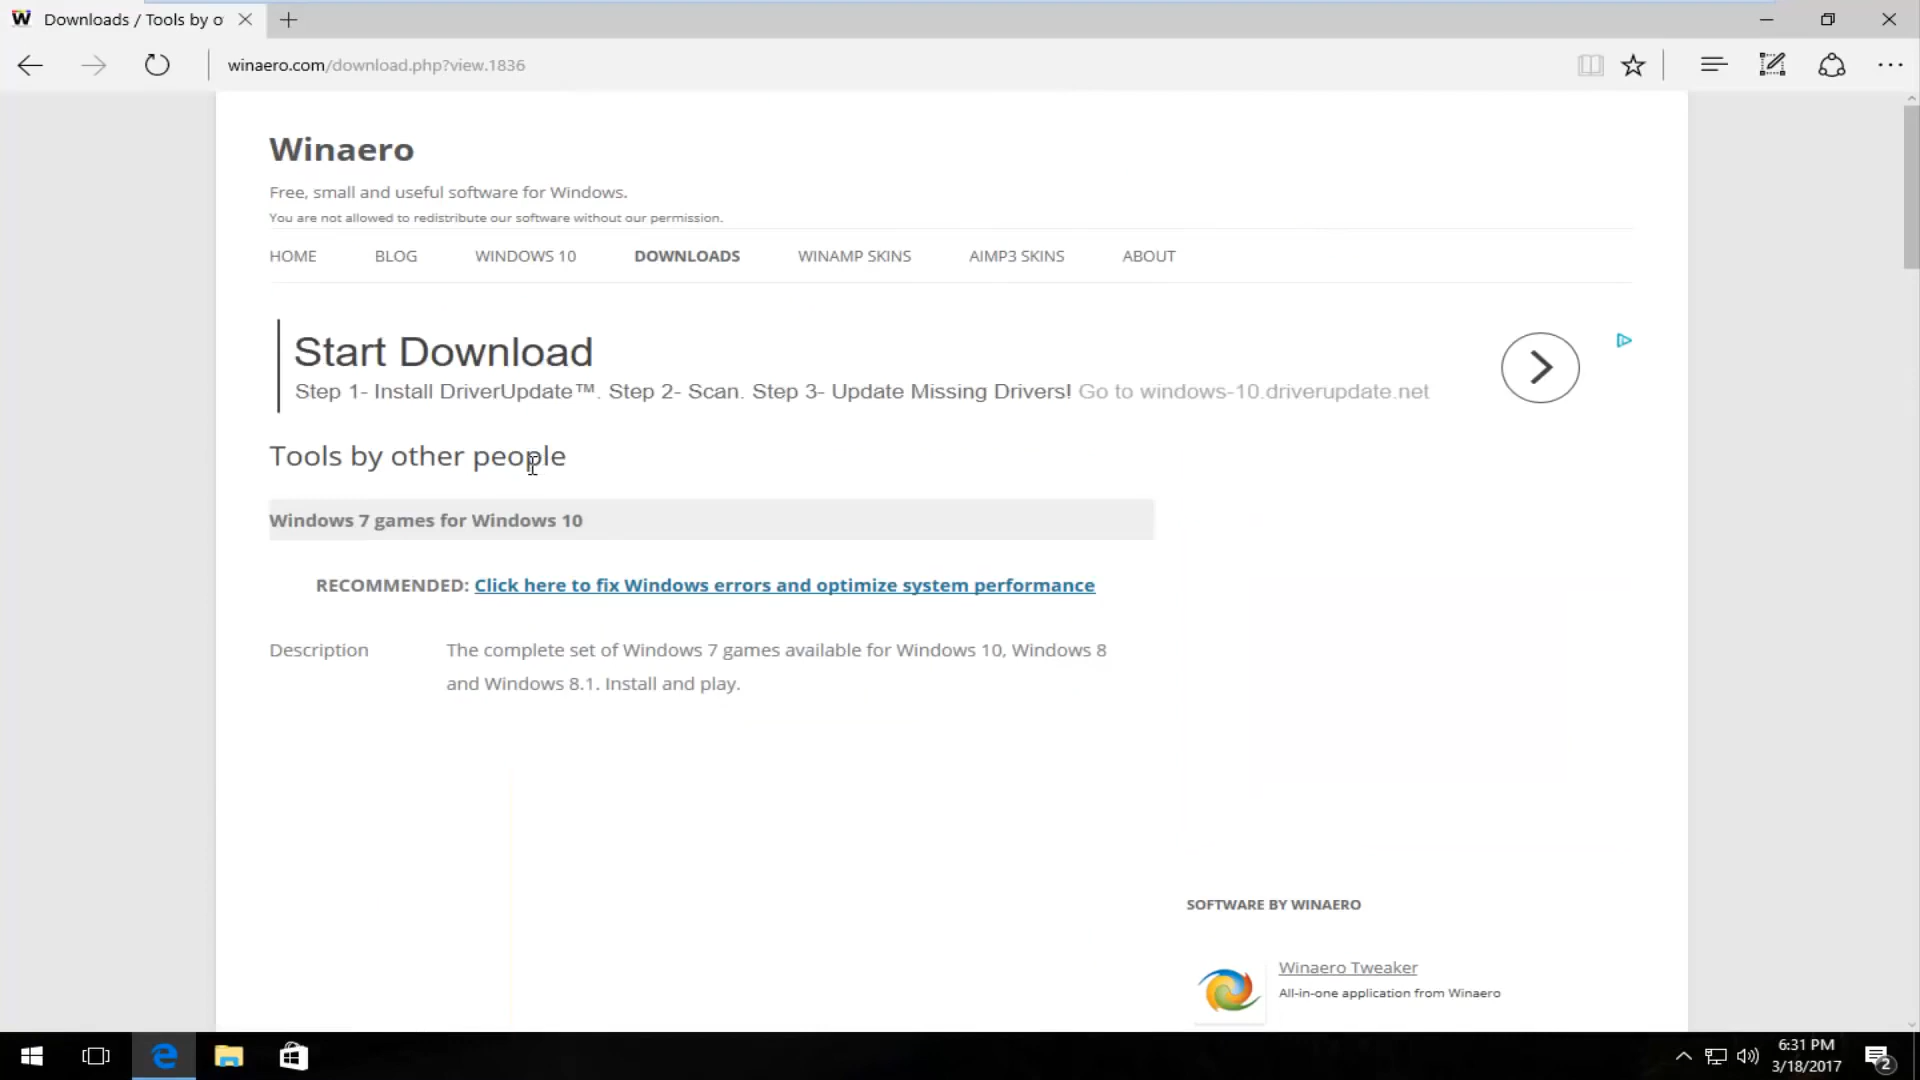 W Downloads / Tools by o
winaero.com/download.php?view.1836
Winaero
Free, small and useful software for Windows.
You are not allowed to redistribute our software without our permission.
HOME BLOG WINDOWS 10 DOWNLOADS WINAMP SKINS AIMP3 SKINS ABOUT
Start Download
Step 1- Install DriverUpdate™. Step 2- Scan. Step 3- Update Missing Drivers! Go to windows-10.driverupdate.net
Tools by other people
Windows 7 games for Windows 10
RECOMMENDED: Click here to fix Windows errors and optimize system performance
Description The complete set of Windows 7 games available for Windows 10, Windows 8
and Windows 8.1. Install and play.
SOFTWARE BY WINAERO
Winaero Tweaker
All-in-one application from Winaero
6:31 PM
3/18/2017
2